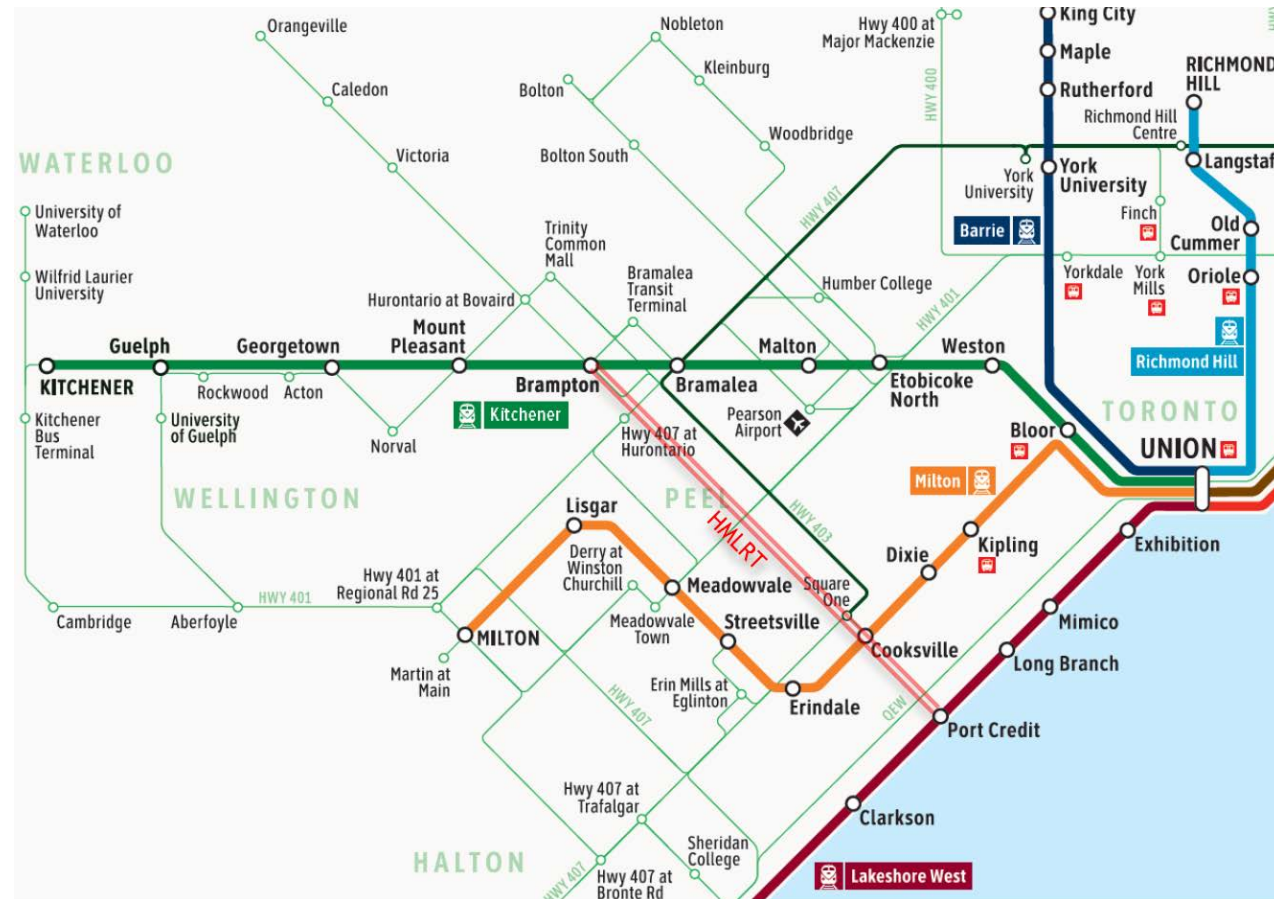 Orangeville
Nobleton
Hwy 400 at
Major Mackenzie
King City
Maple
RICHMOND
HILL
Caledon
Bolton
Kleinburg
HWY 400
Rutherford
Richmond Hill
Centre
WATERLOO
Victoria
Bolton South
Woodbridge
York
University
York
University
Langstaf
University of
Waterloo
HWY 407
Finch
Barrie
Old
Cummer
Trinity
Common
Mall
Bramalea
Transit
Terminal
Wilfrid Laurier
University
Hurontario at Bovaird
Humber College
HWY 401
Yorkdale
York
Mills
Oriole
Mount
Pleasant
Guelph
Georgetown
Malton
Weston
Richmond Hill
KITCHENER
Rockwood
Acton
Brampton
Bramalea
Etobicoke
North
TORONTO
Kitchener
Bus
Terminal
University
of Guelph
Norval
Kitchener
Hwy 407 at
Hurontario
Pearson
Airport
Bloor
UNION
WELLINGTON
Lisgar
PEEL
HMLRT
HWY 403
Milton
Derry at
Winston
Churchill
Dixie
Kipling
Exhibition
Hwy 401 at
Regional Rd 25
Meadowvale
Square
One
HWY 401
Cambridge
Aberfoyle
MILTON
Meadowvale
Town
Streetsville
Cooksville
Mimico
Martin at
Main
Long Branch
HWY 407
Erin Mills at
Eglinton
Erindale
QEW
Port Credit
Hwy 407 at
Trafalgar
Clarkson
HALTON
Sheridan
College
HWY 407
Hwy 407 at
Bronte Rd
Lakeshore West